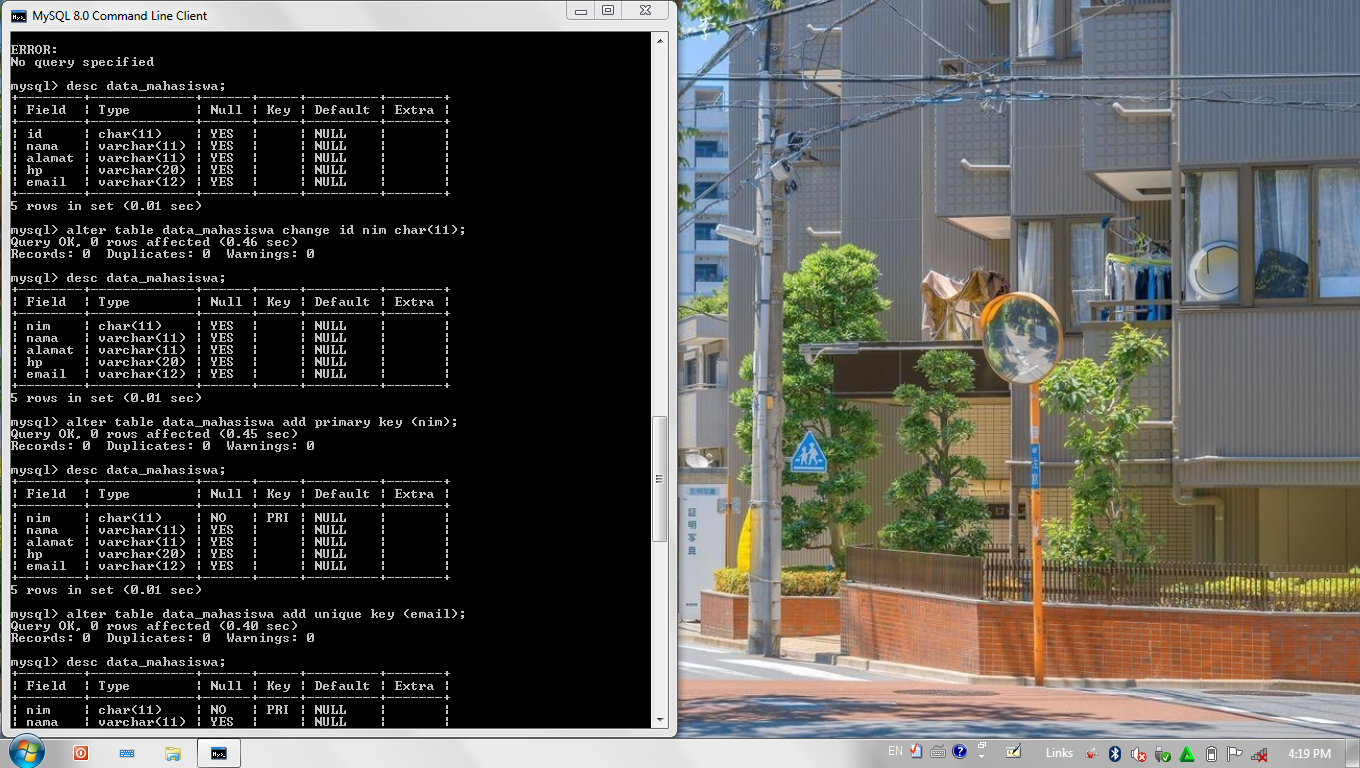 MySQL 8.0 Command Line Client
ERROR:
No query specified
mysql> desc data_mahasiswa;
+---------+-------------+------+-----+---------+-------+
| Field   | Type        | Null | Key | Default | Extra |
+---------+-------------+------+-----+---------+-------+
| id      | char(11)    | YES  |     | NULL    |       |
| nama    | varchar(11) | YES  |     | NULL    |       |
| alamat  | varchar(11) | YES  |     | NULL    |       |
| hp      | varchar(20) | YES  |     | NULL    |       |
| email   | varchar(12) | YES  |     | NULL    |       |
+---------+-------------+------+-----+---------+-------+
5 rows in set (0.01 sec)
mysql> alter table data_mahasiswa change id nim char(11);
Query OK, 0 rows affected (0.46 sec)
Records: 0  Duplicates: 0  Warnings: 0
mysql> desc data_mahasiswa;
+---------+-------------+------+-----+---------+-------+
| Field   | Type        | Null | Key | Default | Extra |
+---------+-------------+------+-----+---------+-------+
| nim     | char(11)    | YES  |     | NULL    |       |
| nama    | varchar(11) | YES  |     | NULL    |       |
| alamat  | varchar(11) | YES  |     | NULL    |       |
| hp      | varchar(20) | YES  |     | NULL    |       |
| email   | varchar(12) | YES  |     | NULL    |       |
+---------+-------------+------+-----+---------+-------+
5 rows in set (0.01 sec)
mysql> alter table data_mahasiswa add primary key (nim);
Query OK, 0 rows affected (0.45 sec)
Records: 0  Duplicates: 0  Warnings: 0
mysql> desc data_mahasiswa;
+---------+-------------+------+-----+---------+-------+
| Field   | Type        | Null | Key | Default | Extra |
+---------+-------------+------+-----+---------+-------+
| nim     | char(11)    | NO   | PRI | NULL    |       |
| nama    | varchar(11) | YES  |     | NULL    |       |
| alamat  | varchar(11) | YES  |     | NULL    |       |
| hp      | varchar(20) | YES  |     | NULL    |       |
| email   | varchar(12) | YES  |     | NULL    |       |
+---------+-------------+------+-----+---------+-------+
5 rows in set (0.01 sec)
mysql> alter table data_mahasiswa add unique key (email);
Query OK, 0 rows affected (0.40 sec)
Records: 0  Duplicates: 0  Warnings: 0
mysql> desc data_mahasiswa;
+---------+-------------+------+-----+---------+-------+
| Field   | Type        | Null | Key | Default | Extra |
+---------+-------------+------+-----+---------+-------+
| nim     | char(11)    | NO   | PRI | NULL    |       |
| nama    | varchar(11) | YES  |     | NULL    |       |
証明写真
EN
Links
4:19 PM